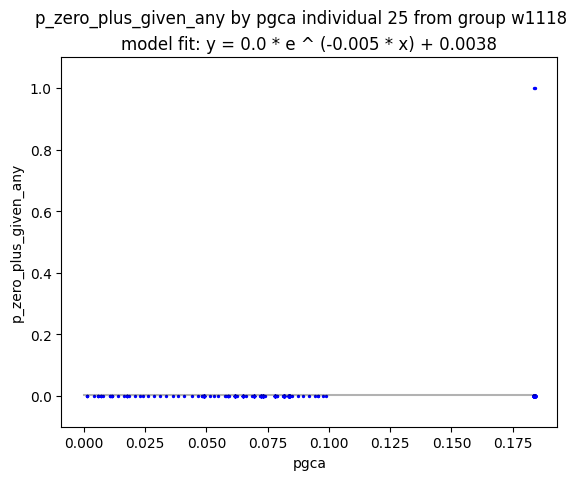 p_zero_plus_given_any by pgca individual 25 from group w1118
model fit: y = 0.0 * e ^ (-0.005 * x) + 0.0038
1.0
0.8
0.6
0.4
0.2
0.0
p_zero_plus_given_any
0.000 0.025 0.050 0.075 0.100 0.125 0.150 0.175
pgca